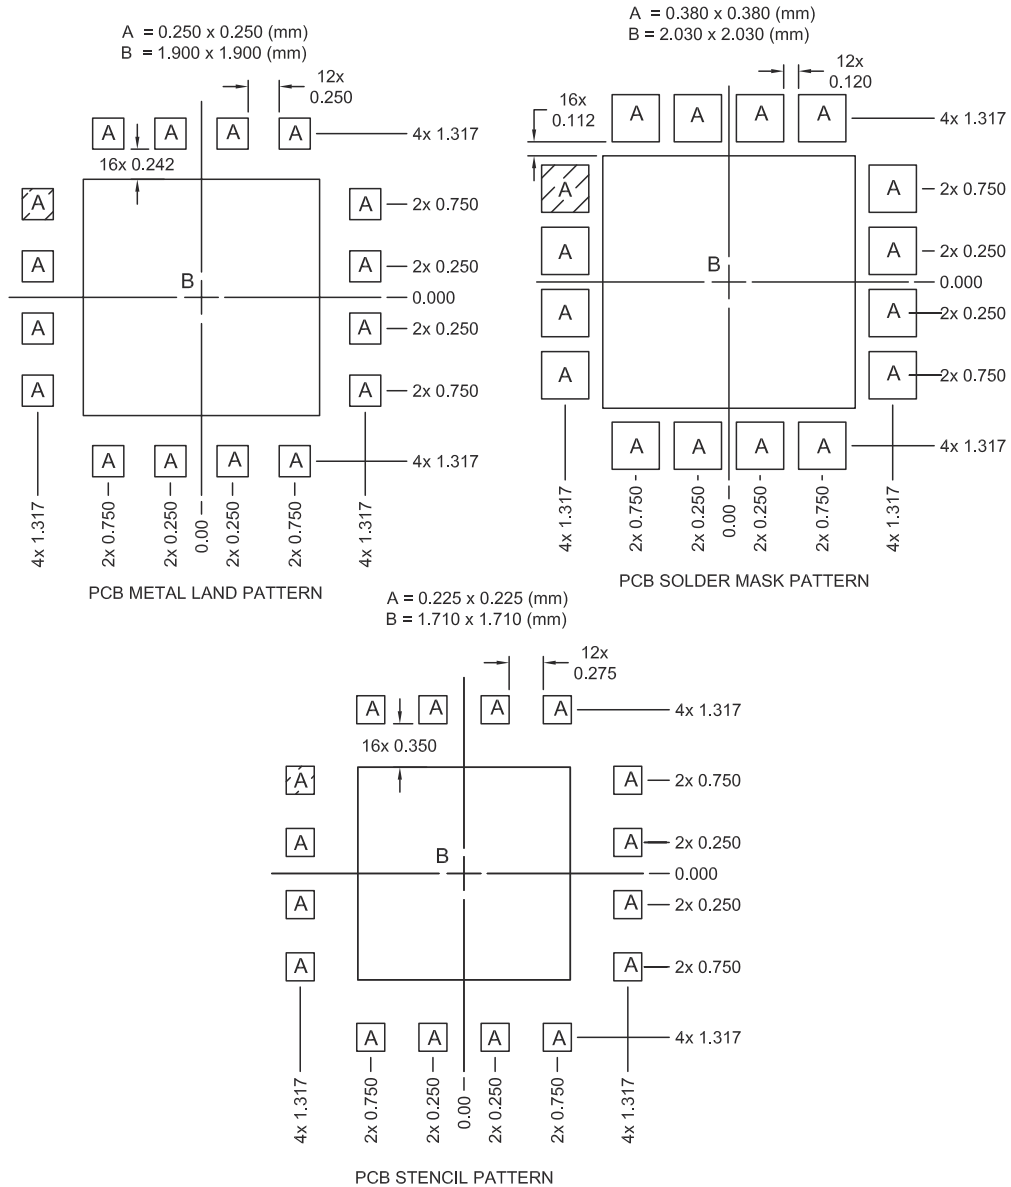 A = 0.250 x 0.250 (mm)
B = 1.900 x 1.900 (mm)
12x
0.250
A
A
A
A
4x 1.317
16x 0.242
A
A
2x 0.750
A
A
2x 0.250
B
0.000
A
A
2x 0.250
A
A
2x 0.750
A
A
A
A
4x 1.317
4x 1.317
2x 0.750
2x 0.250
0.00
2x 0.250
2x 0.750
4x 1.317
PCB METAL LAND PATTERN
A = 0.380 x 0.380 (mm)
B = 2.030 x 2.030 (mm)
12x
0.120
16x
0.112
A
A
A
A
4x 1.317
A
A
2x 0.750
A
A
2x 0.250
B
0.000
A
A
2x 0.250
A
A
2x 0.750
A
A
A
A
4x 1.317
4x 1.317
2x 0.750
2x 0.250
0.00
2x 0.250
2x 0.750
4x 1.317
PCB SOLDER MASK PATTERN
A = 0.225 x 0.225 (mm)
B = 1.710 x 1.710 (mm)
12x
0.275
A
A
A
A
4x 1.317
16x 0.350
A
A
2x 0.750
A
A
2x 0.250
B
0.000
A
A
2x 0.250
A
A
2x 0.750
A
A
A
A
4x 1.317
4x 1.317
2x 0.750
2x 0.250
0.00
2x 0.250
2x 0.750
4x 1.317
PCB STENCIL PATTERN